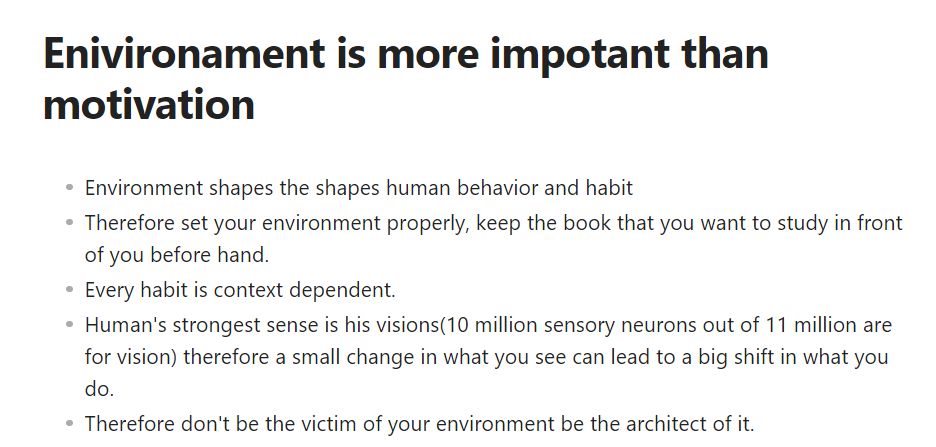 Enivironament is more impotant than
motivation
Environment shapes the shapes human behavior and habit
Therefore set your environment properly, keep the book that you want to study in front
of you before hand.
Every habit is context dependent.
Human's strongest sense is his visions(10 million sensory neurons out of 11 million are
for vision) therefore a small change in what you see can lead to a big shift in what you
do.
Therefore don't be the victim of your environment be the architect of it.